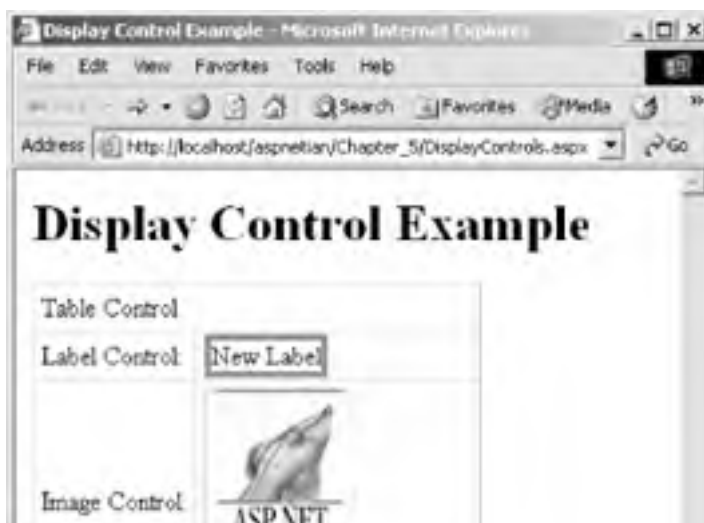 Display Control Example - Microsoft Internet Explorer
File Edit View Favorites Tools Help
Search Favorites Media
Address http://localhost/aspnetian/Chapter_5/DisplayControls.aspx Go
Display Control Example
Table Control
Label Control New Label
Image Control
ASP.NET